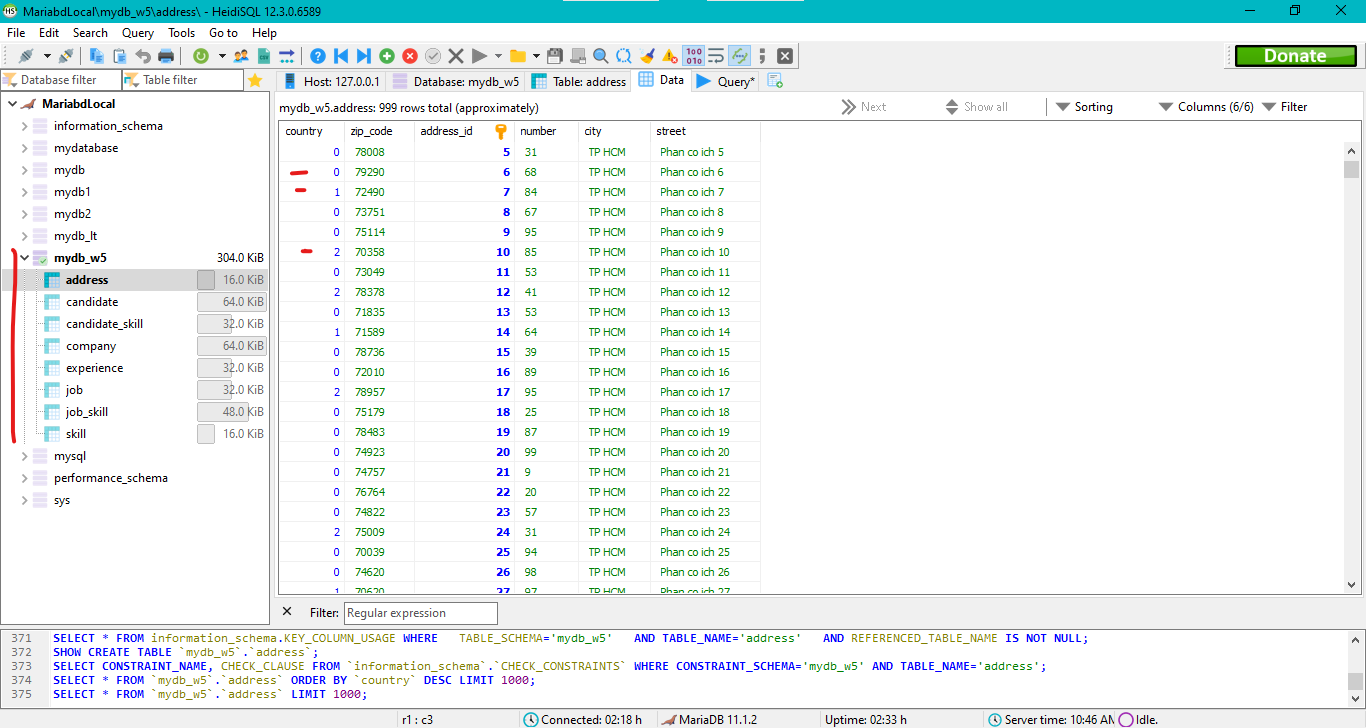 MariabdLocal\mydb_w5\address\ - HeidiSQL 12.3.0.6589
File Edit Search Query Tools Go to Help
Donate
Database filter Table filter
Host: 127.0.0.1 Database: mydb_w5 Table: address Data Query*
MariabdLocal
information_schema
mydatabase
mydb
mydb1
mydb2
mydb_lt
mydb_w5 304.0 KiB
address 16.0 KiB
candidate 64.0 KiB
candidate_skill 32.0 KiB
company 64.0 KiB
experience 32.0 KiB
job 32.0 KiB
job_skill 48.0 KiB
skill 16.0 KiB
mysql
performance_schema
sys
mydb_w5.address: 999 rows total (approximately) Next Show all Sorting Columns (6/6) Filter
country zip_code address_id number city street
0 78008 5 31 TP HCM Phan co ich 5
0 79290 6 68 TP HCM Phan co ich 6
1 72490 7 84 TP HCM Phan co ich 7
0 73751 8 67 TP HCM Phan co ich 8
0 75114 9 95 TP HCM Phan co ich 9
2 70358 10 85 TP HCM Phan co ich 10
0 73049 11 53 TP HCM Phan co ich 11
2 78378 12 41 TP HCM Phan co ich 12
0 71835 13 53 TP HCM Phan co ich 13
1 71589 14 64 TP HCM Phan co ich 14
0 78736 15 39 TP HCM Phan co ich 15
0 72010 16 89 TP HCM Phan co ich 16
2 78957 17 95 TP HCM Phan co ich 17
0 75179 18 25 TP HCM Phan co ich 18
0 78483 19 87 TP HCM Phan co ich 19
0 74923 20 99 TP HCM Phan co ich 20
0 74757 21 9 TP HCM Phan co ich 21
0 76764 22 20 TP HCM Phan co ich 22
0 74822 23 57 TP HCM Phan co ich 23
2 75009 24 31 TP HCM Phan co ich 24
0 70039 25 94 TP HCM Phan co ich 25
0 74620 26 98 TP HCM Phan co ich 26
1 70620 27 97 TP HCM Phan co ich 27
Filter: Regular expression
371 SELECT * FROM information_schema.KEY_COLUMN_USAGE WHERE TABLE_SCHEMA='mydb_w5' AND TABLE_NAME='address' AND REFERENCED_TABLE_NAME IS NOT NULL;
372 SHOW CREATE TABLE `mydb_w5`.`address`;
373 SELECT CONSTRAINT_NAME, CHECK_CLAUSE FROM `information_schema`.`CHECK_CONSTRAINTS` WHERE CONSTRAINT_SCHEMA='mydb_w5' AND TABLE_NAME='address';
374 SELECT * FROM `mydb_w5`.`address` ORDER BY `country` DESC LIMIT 1000;
375 SELECT * FROM `mydb_w5`.`address` LIMIT 1000;
r1 : c3 Connected: 02:18 h MariaDB 11.1.2 Uptime: 02:33 h Server time: 10:46 AM Idle.